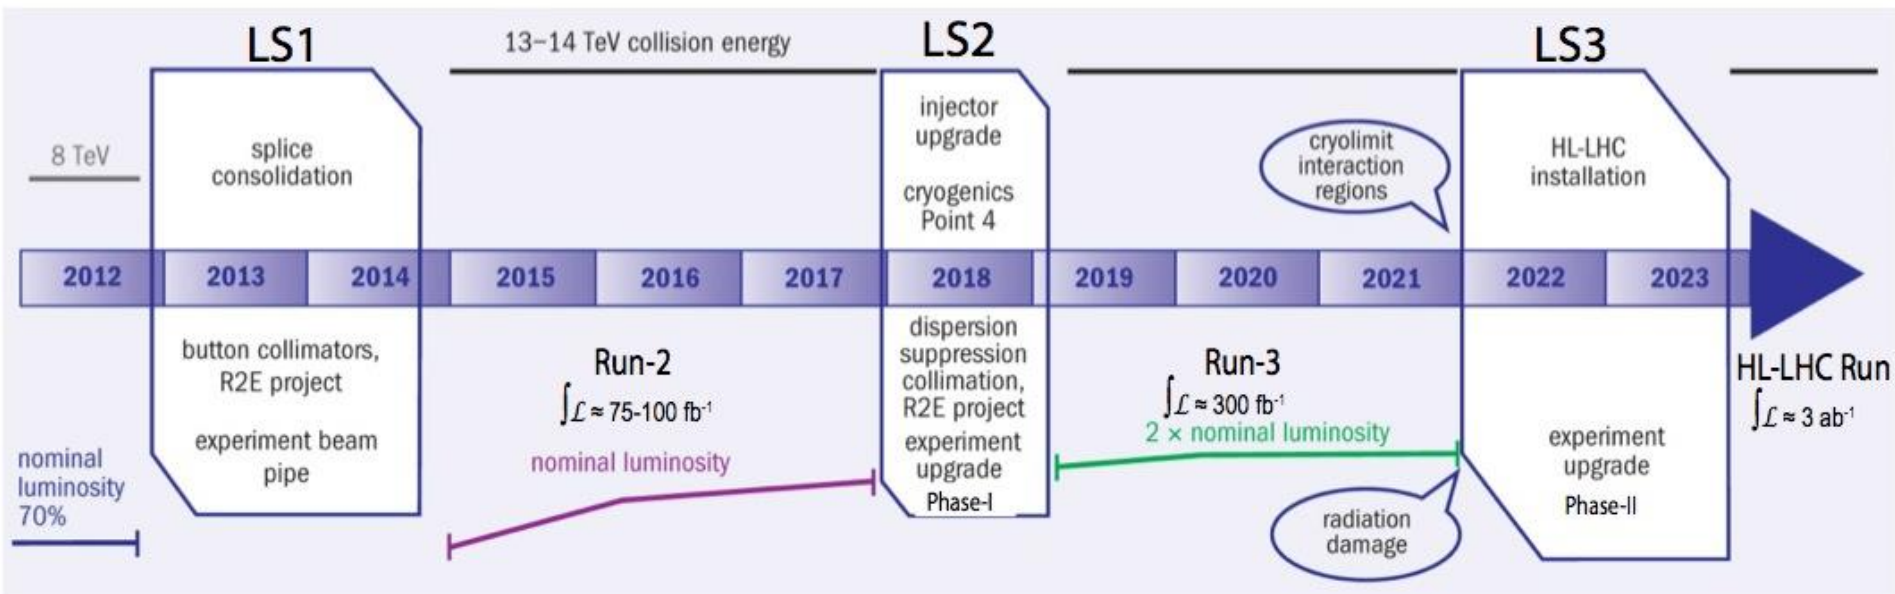 LS1
13–14 TeV collision energy
LS2
LS3
8 TeV
splice
consolidation
injector
upgrade
cryogenics
Point 4
cryolimit
interaction
regions
HL-LHC
installation
2012 2013 2014 2015 2016 2017 2018 2019 2020 2021 2022 2023
button collimators,
R2E project
experiment beam
pipe
nominal
luminosity
70%
Run-2
∫ℒ ≈ 75-100 fb⁻¹
nominal luminosity
dispersion
suppression
collimation,
R2E project
experiment
upgrade
Phase-I
Run-3
∫ℒ ≈ 300 fb⁻¹
2 × nominal luminosity
radiation
damage
experiment
upgrade
Phase-II
HL-LHC Run
∫ℒ ≈ 3 ab⁻¹